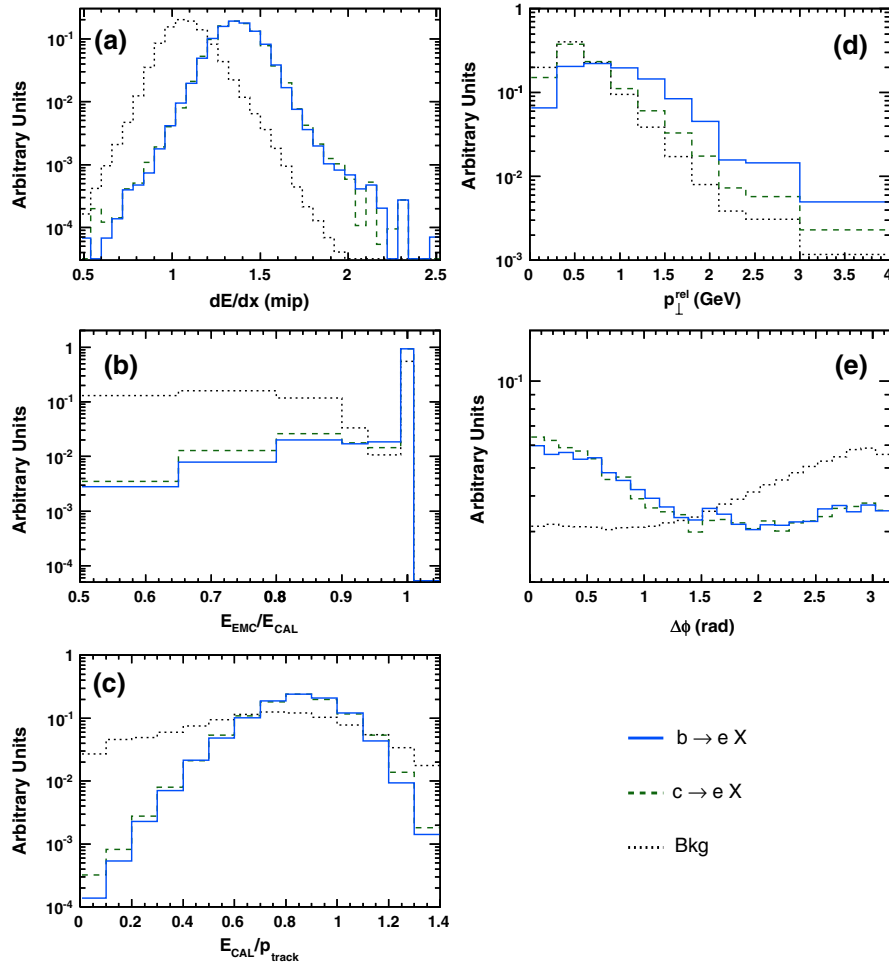 (a)
Arbitrary Units
10^-1
10^-2
10^-3
10^-4
0.5 1 1.5 2 2.5
dE/dx (mip)
(d)
Arbitrary Units
1
10^-1
10^-2
10^-3
0 0.5 1 1.5 2 2.5 3 3.5 4
p_⊥^rel (GeV)
(b)
Arbitrary Units
1
10^-1
10^-2
10^-3
10^-4
0.5 0.6 0.7 0.8 0.9 1
E_EMC/E_CAL
(e)
Arbitrary Units
10^-1
0 0.5 1 1.5 2 2.5 3
Δϕ (rad)
(c)
Arbitrary Units
1
10^-1
10^-2
10^-3
10^-4
0 0.2 0.4 0.6 0.8 1 1.2 1.4
E_CAL/p_track
b → e X
c → e X
Bkg